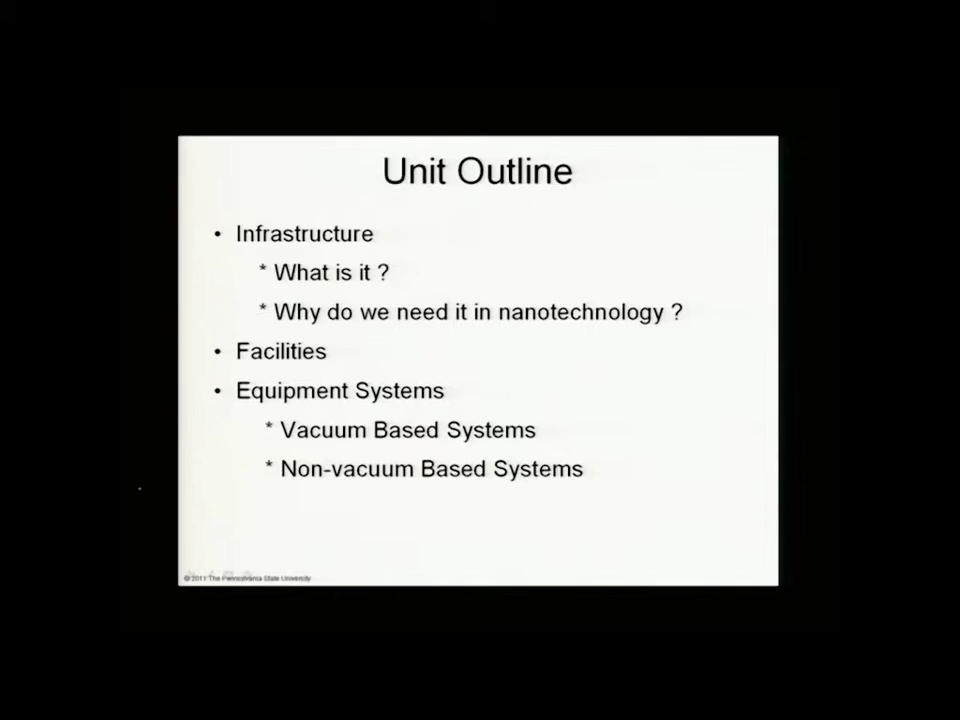 Unit Outline
• Infrastructure
* What is it ?
* Why do we need it in nanotechnology ?
• Facilities
• Equipment Systems
* Vacuum Based Systems
* Non-vacuum Based Systems
© 2011 The Pennsylvania State University